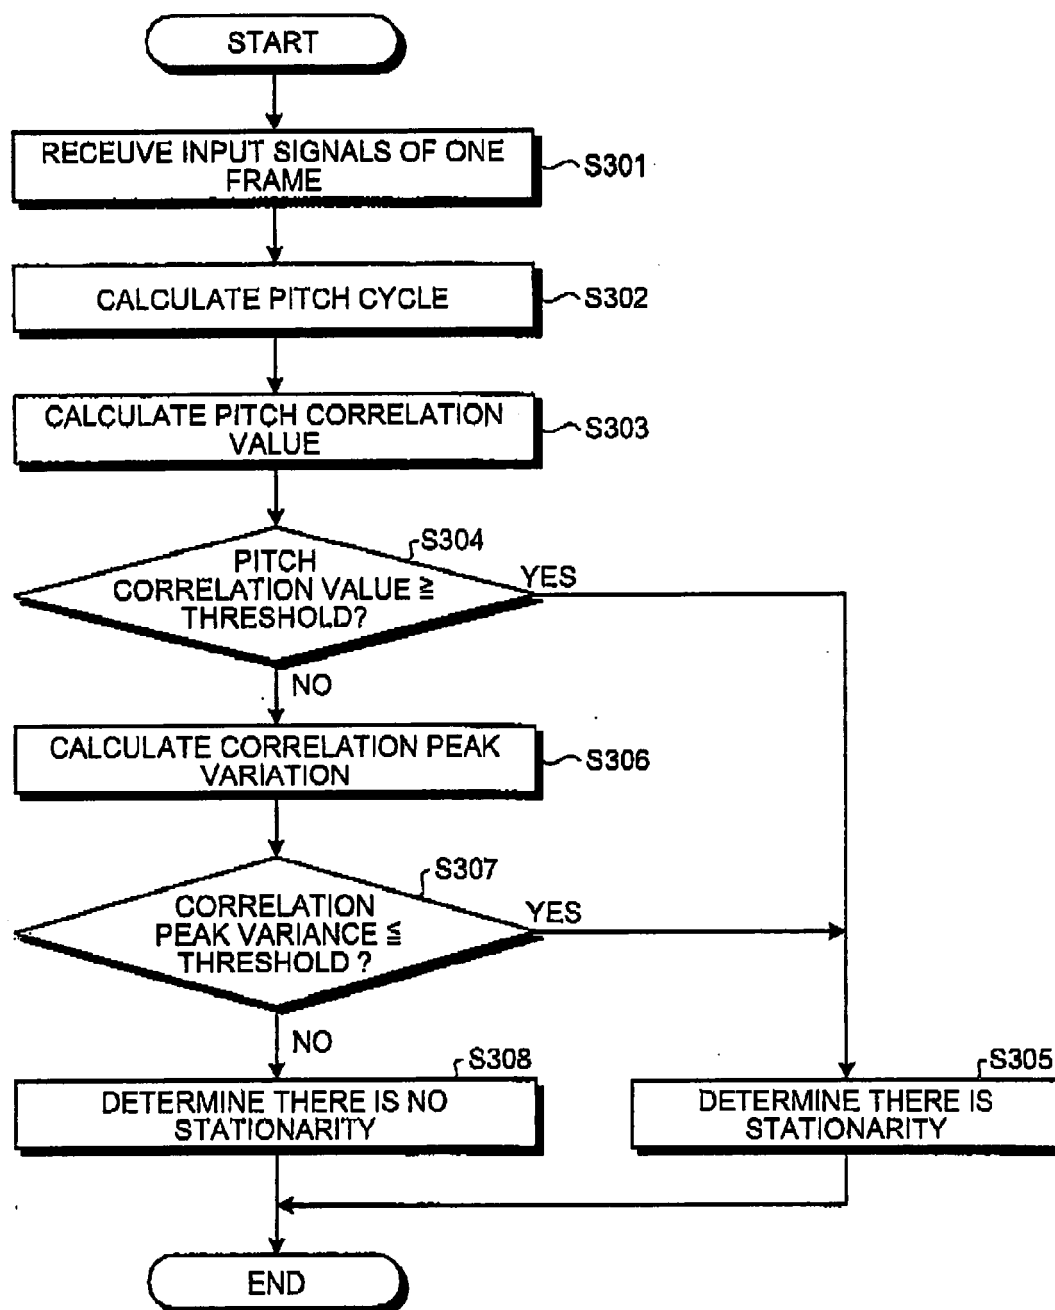 START
RECEUVE INPUT SIGNALS OF ONE
FRAME
S301
CALCULATE PITCH CYCLE
S302
CALCULATE PITCH CORRELATION
VALUE
S303
S304
PITCH
CORRELATION VALUE ≧
THRESHOLD?
YES
NO
CALCULATE CORRELATION PEAK
VARIATION
S306
S307
CORRELATION
PEAK VARIANCE ≦
THRESHOLD ?
YES
NO
S308
DETERMINE THERE IS NO
STATIONARITY
S305
DETERMINE THERE IS
STATIONARITY
END